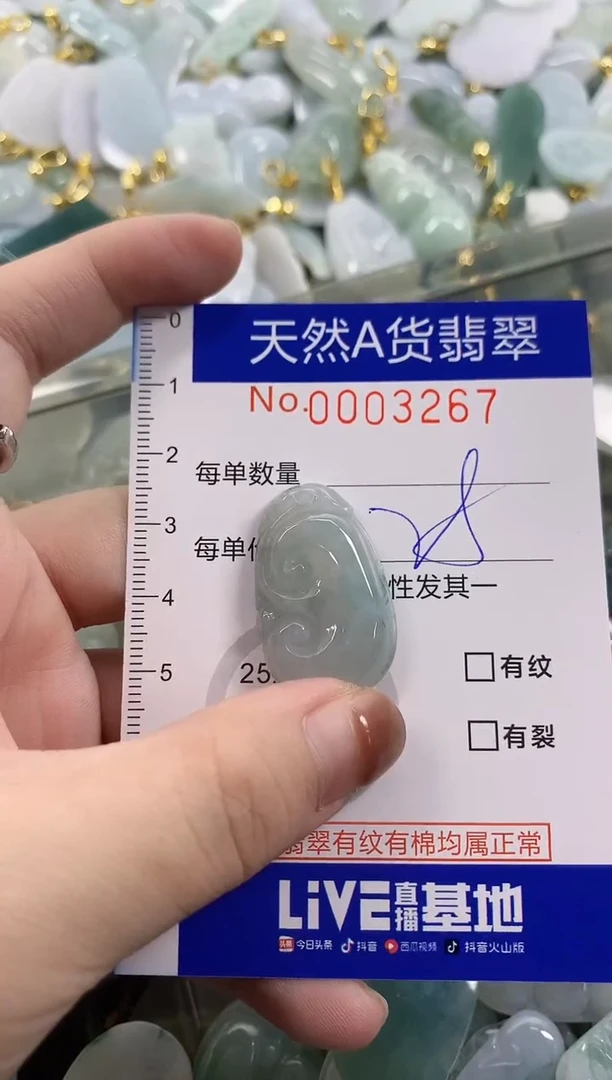 0
天然A货翡翠
No.0003267
1
2
每单数量
3
每单
性发其一
4
5
25
有纹
有裂
翡翠有纹有棉均属正常
LiVE直播基地
头条 今日头条 抖音 西瓜视频 抖音火山版